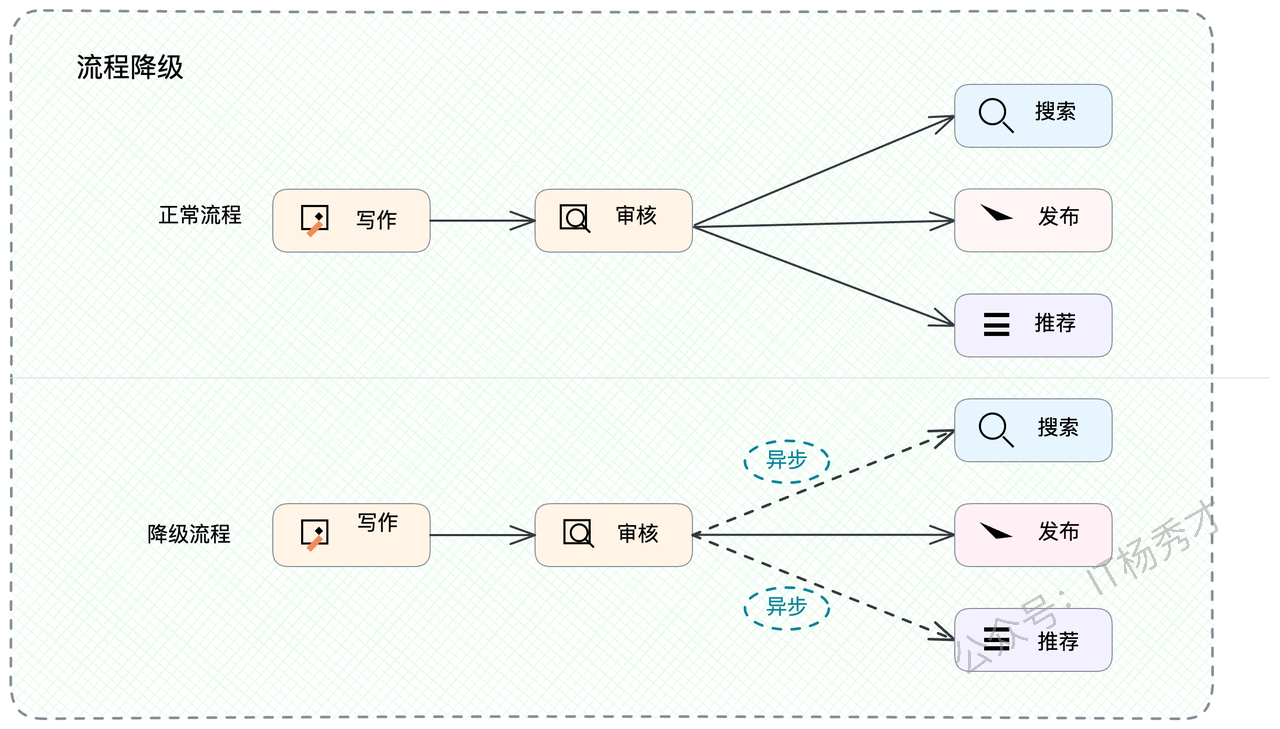 流程降级
搜索
正常流程
写作
审核
发布
推荐
搜索
异步
降级流程
写作
审核
发布
异步
推荐
公众号：IT杨秀才